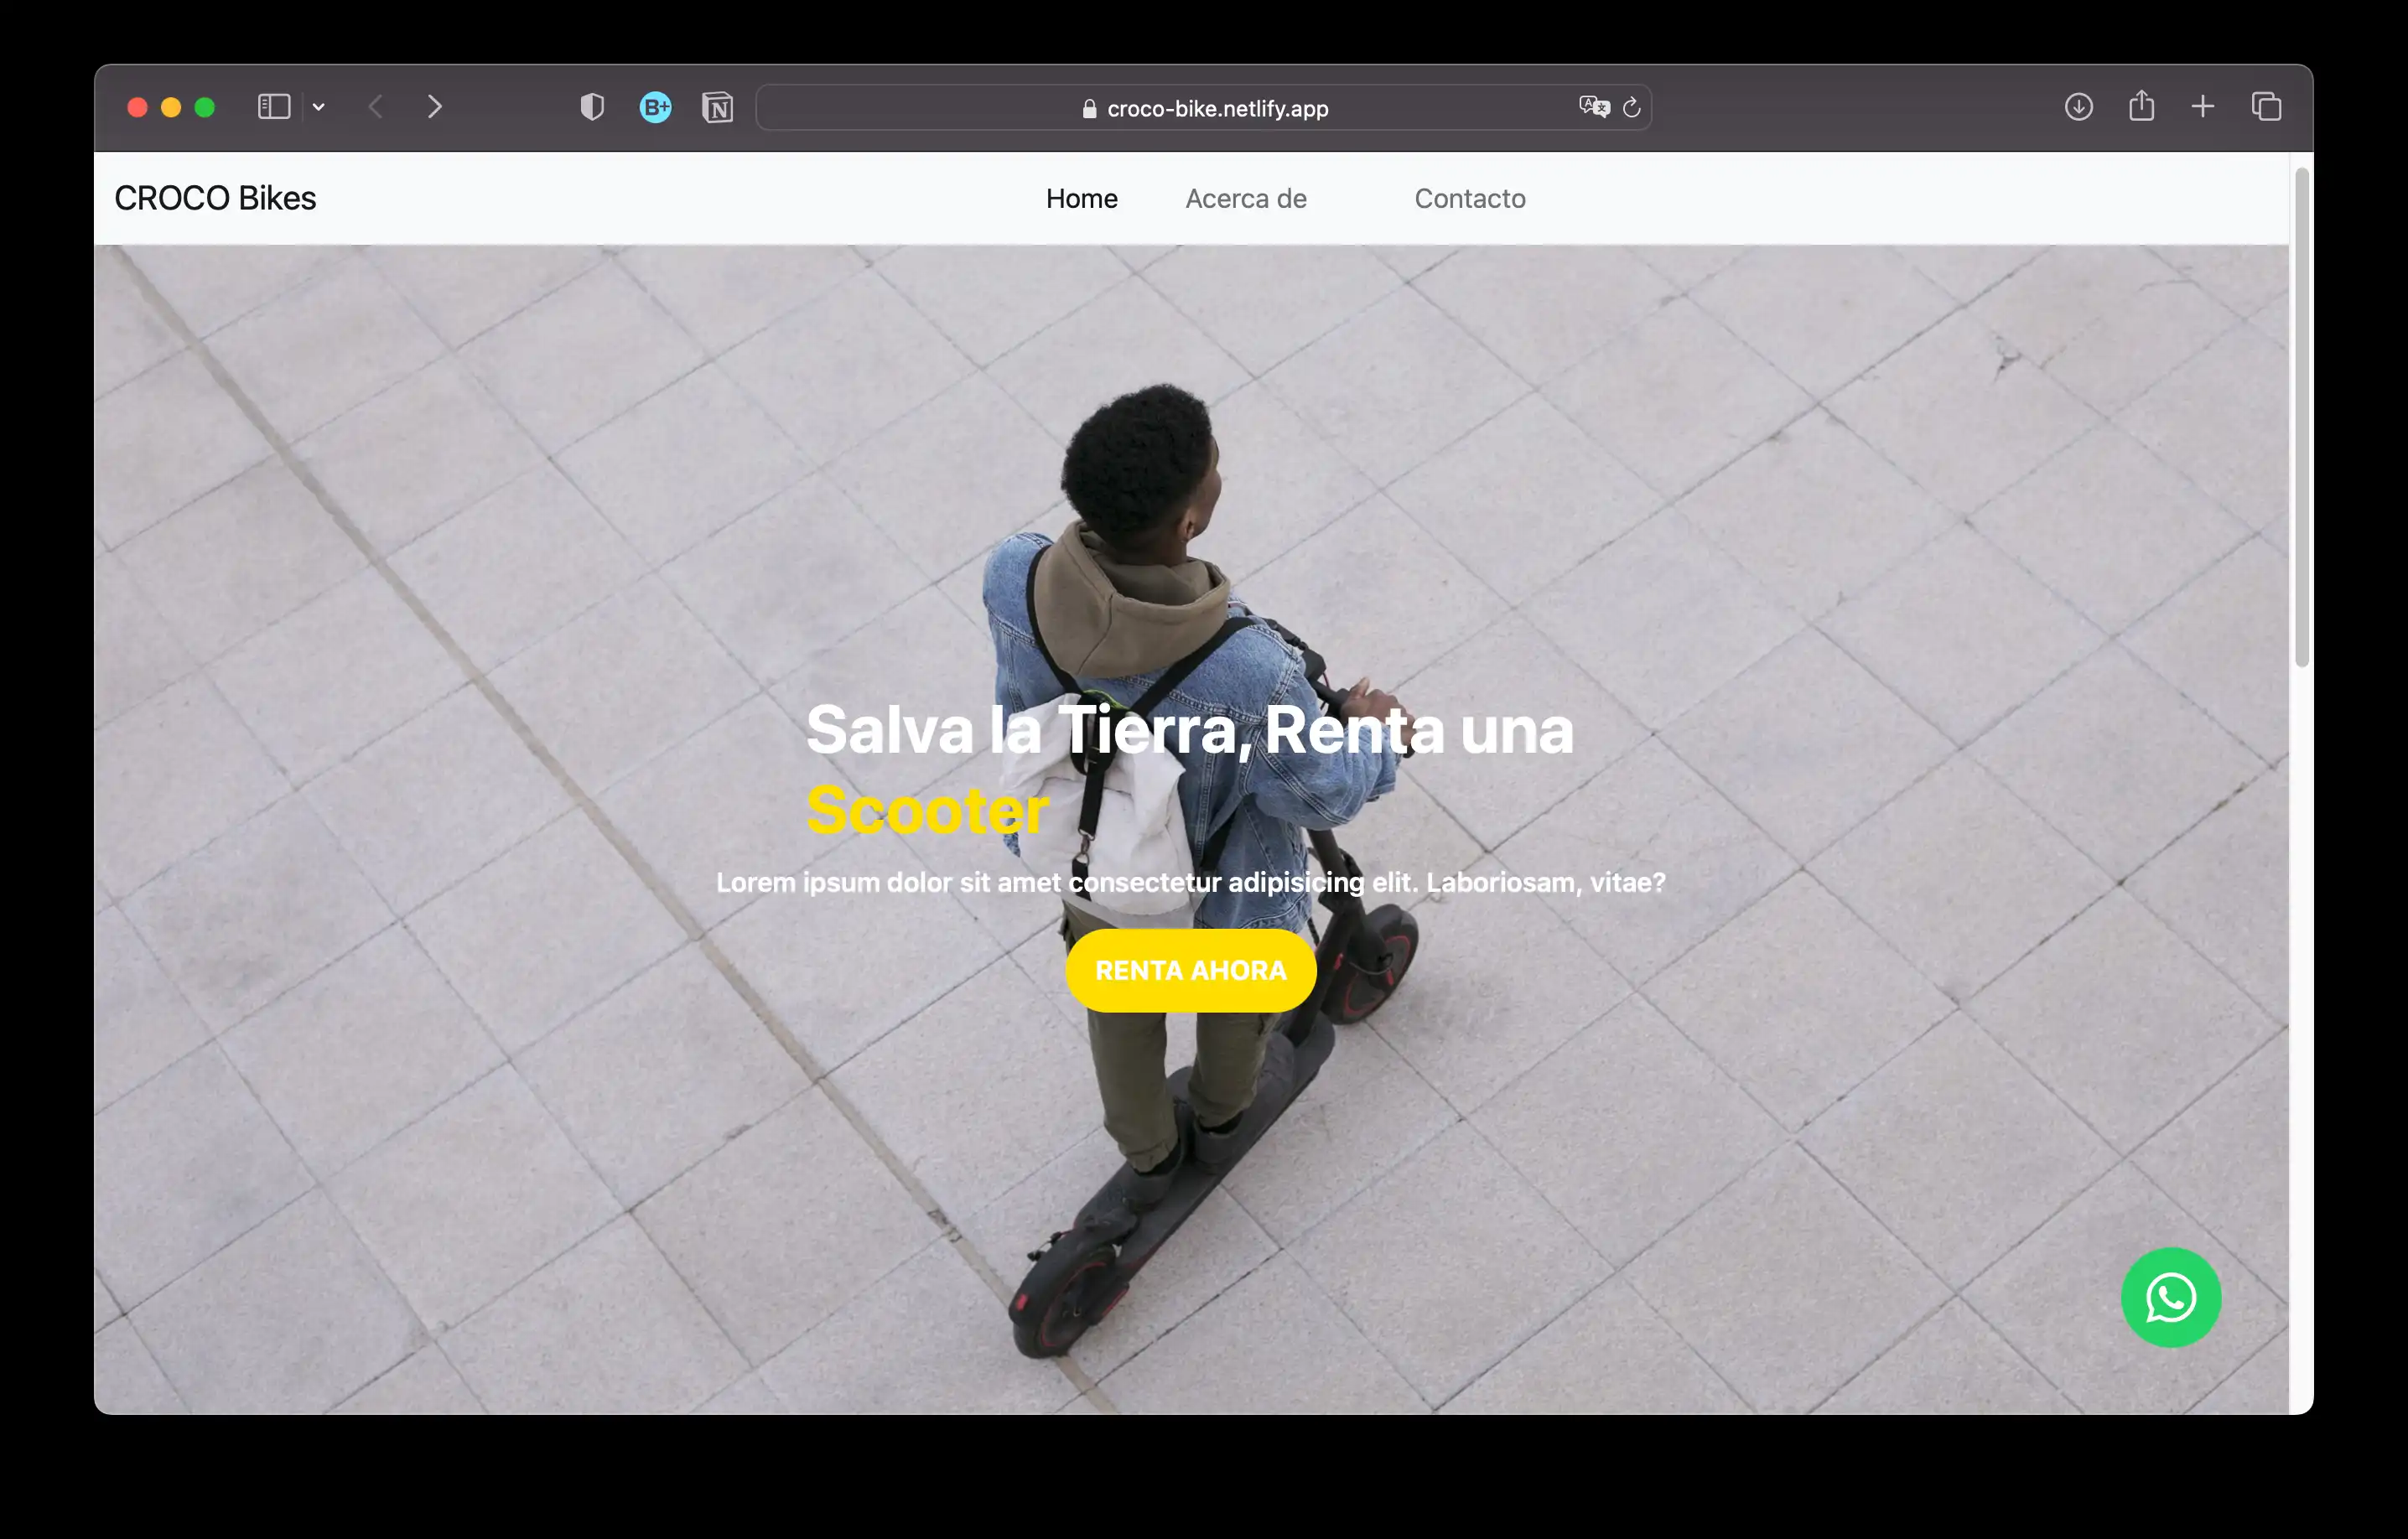 B+
N
croco-bike.netlify.app
CROCO Bikes
Home
Acerca de
Contacto
Salva la Tierra, Renta una
Scooter
Lorem ipsum dolor sit amet consectetur adipisicing elit. Laboriosam, vitae?
RENTA AHORA